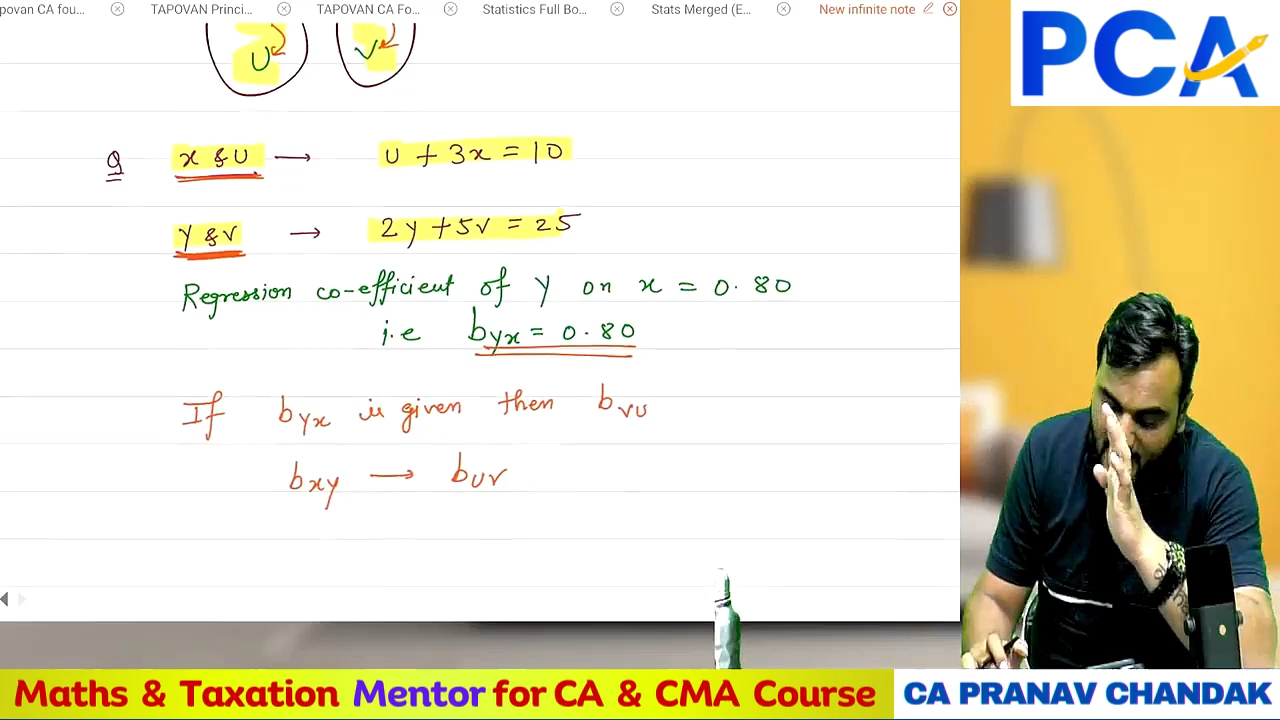 povan CA fou...
TAPOVAN Princi...
TAPOVAN CA Fo...
Statistics Full Bo...
Stats Merged (E...
New infinite note
PCA
U
V
Q x & U → U + 3x = 10
y & v → 2y + 5v = 25
Regression co-efficient of y on x = 0.80
i.e byx = 0.80
If byx is given then bvu
bxy → buv
Maths & Taxation Mentor for CA & CMA Course
CA PRANAV CHANDAK